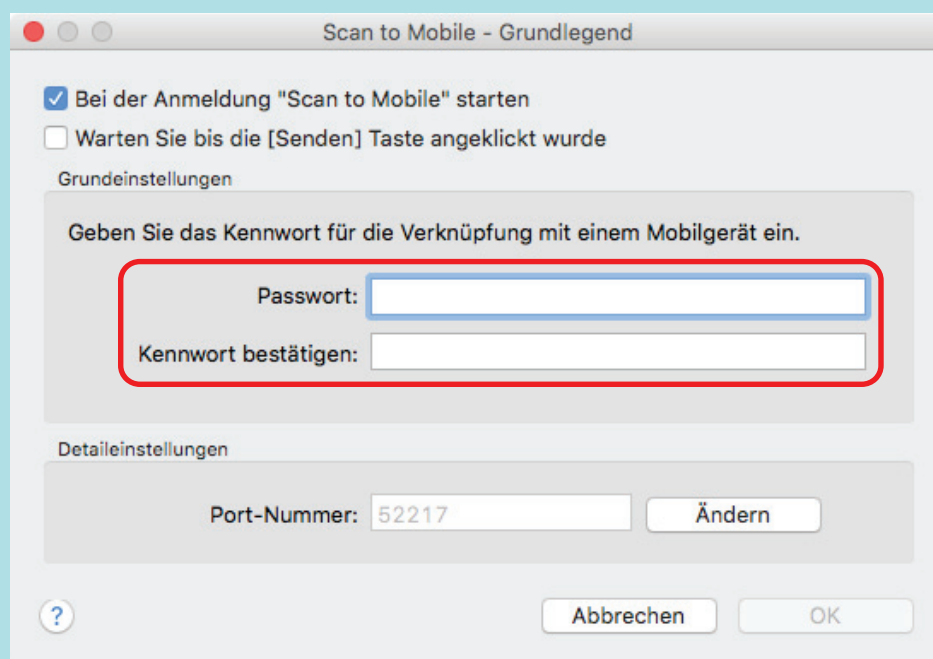 Scan to Mobile - Grundlegend
Bei der Anmeldung "Scan to Mobile" starten
Warten Sie bis die [Senden] Taste angeklickt wurde
Grundeinstellungen
Geben Sie das Kennwort für die Verknüpfung mit einem Mobilgerät ein.
Passwort:
Kennwort bestätigen:
Detaileinstellungen
Port-Nummer: 52217 Ändern
? Abbrechen OK